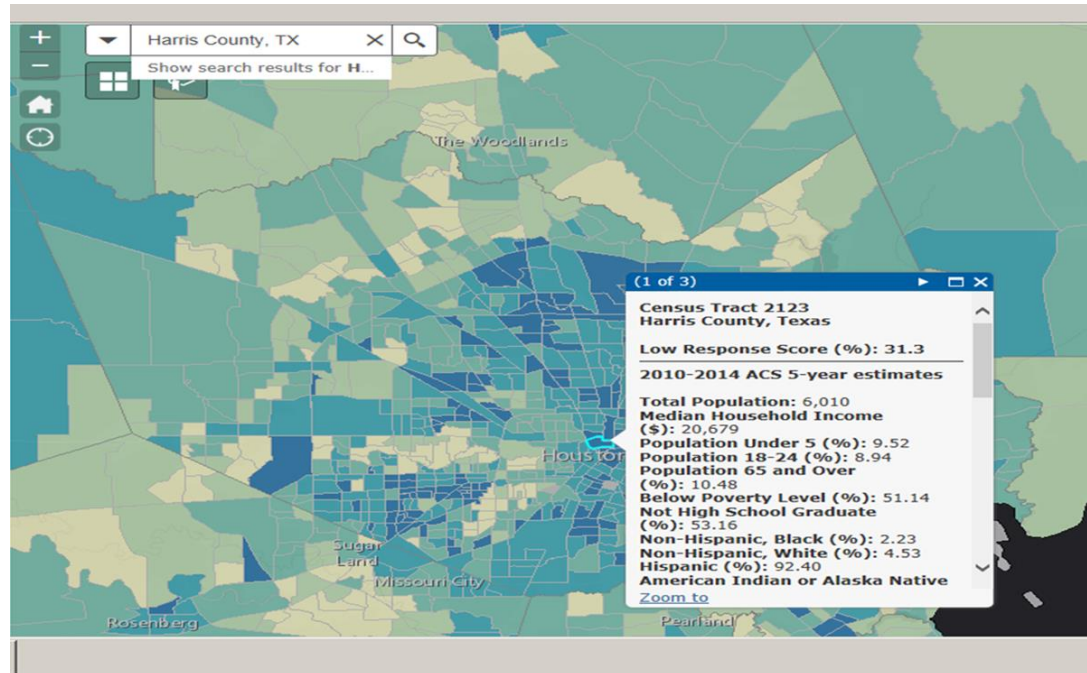 Harris County, TX
Show search results for H...
The Woodlands
(1 of 3)
Census Tract 2123
Harris County, Texas
Low Response Score (%): 31.3
2010-2014 ACS 5-year estimates
Total Population: 6,010
Median Household Income
($): 20,679
Population Under 5 (%): 9.52
Population 18-24 (%): 8.94
Population 65 and Over
(%): 10.48
Below Poverty Level (%): 51.14
Not High School Graduate
(%): 53.16
Non-Hispanic, Black (%): 2.23
Non-Hispanic, White (%): 4.53
Hispanic (%): 92.40
American Indian or Alaska Native
Zoom to
Houston
Sugar
Land
Missouri City
Rosenberg
Pearland